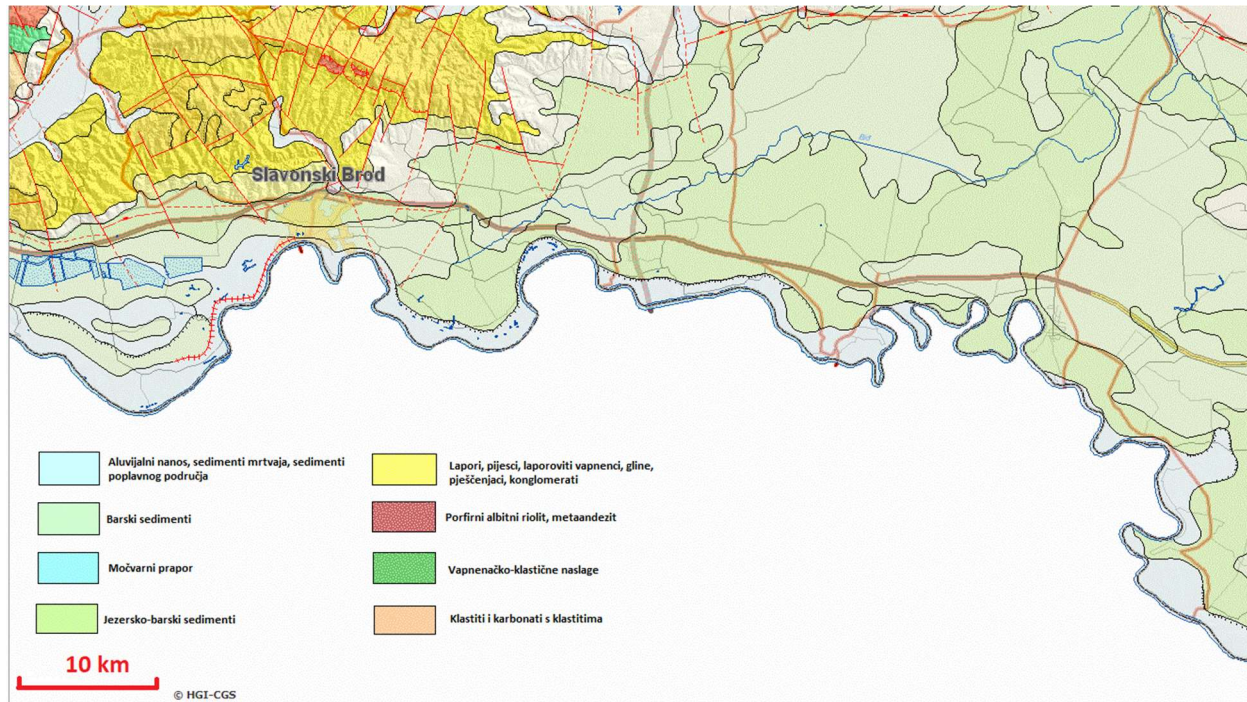 Slavonski Brod
Aluvijalni nanos, sedimenti mrtvaja, sedimenti
poplavnog područja
Barski sedimenti
Močvarni prapor
Jezersko-barski sedimenti
Lapori, pijesci, laporoviti vapnenci, gline,
pješčenjaci, konglomerati
Porfirni albitni riolit, metaandezit
Vapnenačko-klastične naslage
Klastiti i karbonati s klastitima
10 km
© HGI-CGS